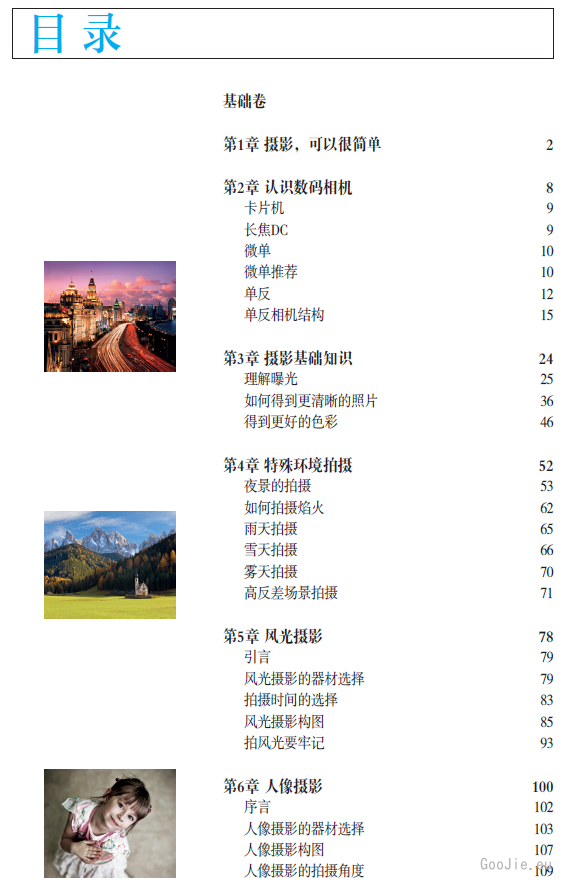 目 录
基础卷
第1章 摄影，可以很简单 2
第2章 认识数码相机 8
卡片机 9
长焦DC 9
微单 10
微单推荐 10
单反 12
单反相机结构 15
第3章 摄影基础知识 24
理解曝光 25
如何得到更清晰的照片 36
得到更好的色彩 46
第4章 特殊环境拍摄 52
夜景的拍摄 53
如何拍摄焰火 62
雨天拍摄 65
雪天拍摄 66
雾天拍摄 70
高反差场景拍摄 71
第5章 风光摄影 78
引言 79
风光摄影的器材选择 79
拍摄时间的选择 83
风光摄影构图 85
拍风光要牢记 93
第6章 人像摄影 100
序言 102
人像摄影的器材选择 103
人像摄影构图 107
人像摄影的拍摄角度 109
GooJie.eu